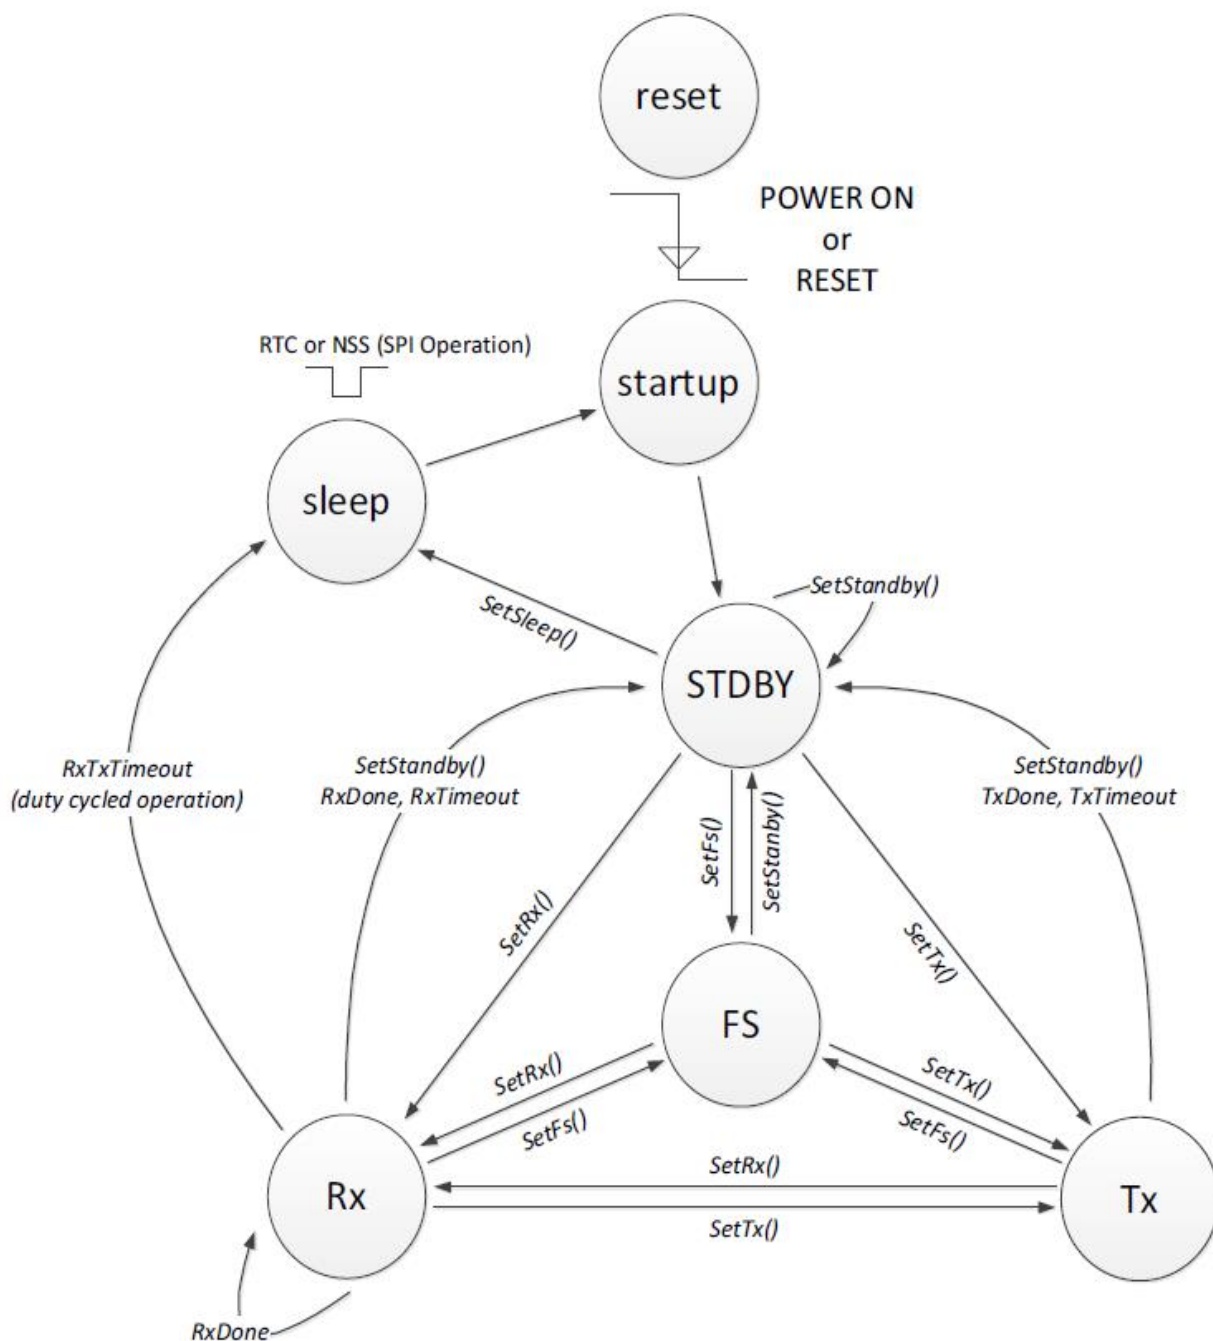 reset
POWER ON
or
RESET
RTC or NSS (SPI Operation)
startup
sleep
SetStandby()
SetSleep()
STDBY
RxTxTimeout
(duty cycled operation)
SetStandby()
RxDone, RxTimeout
SetStandby()
TxDone, TxTimeout
SetFs()
SetStanby()
SetRx()
SetTx()
FS
SetRx()
SetFs()
SetTx()
SetFs()
SetRx()
SetTx()
Rx
Tx
RxDone